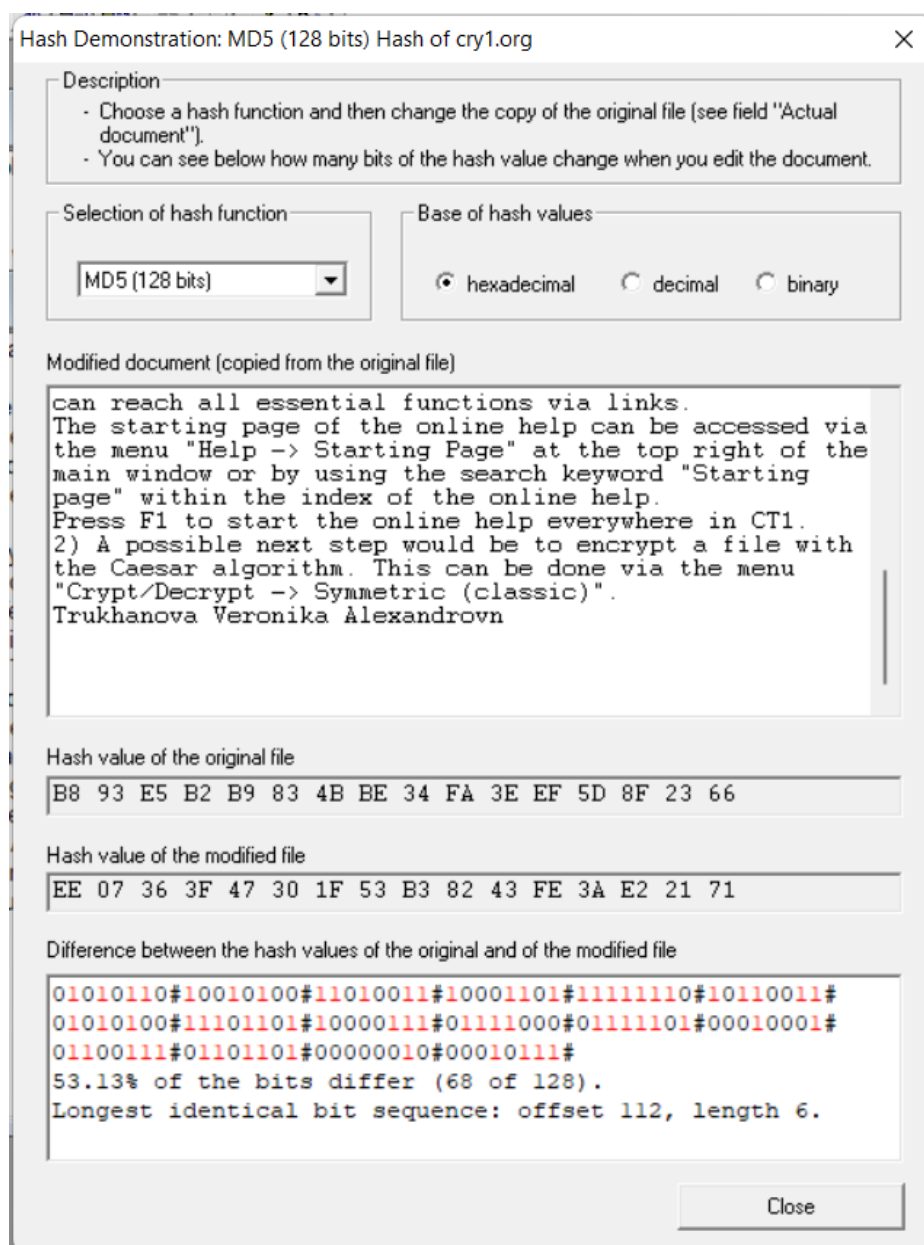 Hash Demonstration: MD5 (128 bits) Hash of cry1.org
Description
- Choose a hash function and then change the copy of the original file (see field "Actual
document").
- You can see below how many bits of the hash value change when you edit the document.
Selection of hash function
MD5 (128 bits)
Base of hash values
hexadecimal decimal binary
Modified document (copied from the original file)
can reach all essential functions via links.
The starting page of the online help can be accessed via
the menu "Help -> Starting Page" at the top right of the
main window or by using the search keyword "Starting
page" within the index of the online help.
Press F1 to start the online help everywhere in CT1.
2) A possible next step would be to encrypt a file with
the Caesar algorithm. This can be done via the menu
"Crypt/Decrypt -> Symmetric (classic)".
Trukhanova Veronika Alexandrovn
Hash value of the original file
B8 93 E5 B2 B9 83 4B BE 34 FA 3E EF 5D 8F 23 66
Hash value of the modified file
EE 07 36 3F 47 30 1F 53 B3 82 43 FE 3A E2 21 71
Difference between the hash values of the original and of the modified file
01010110#10010100#11010011#10001101#11111110#10110011#
01010100#11101101#10000111#01111000#01111101#00010001#
01100111#01101101#00000010#00010111#
53.13% of the bits differ (68 of 128).
Longest identical bit sequence: offset 112, length 6.
Close